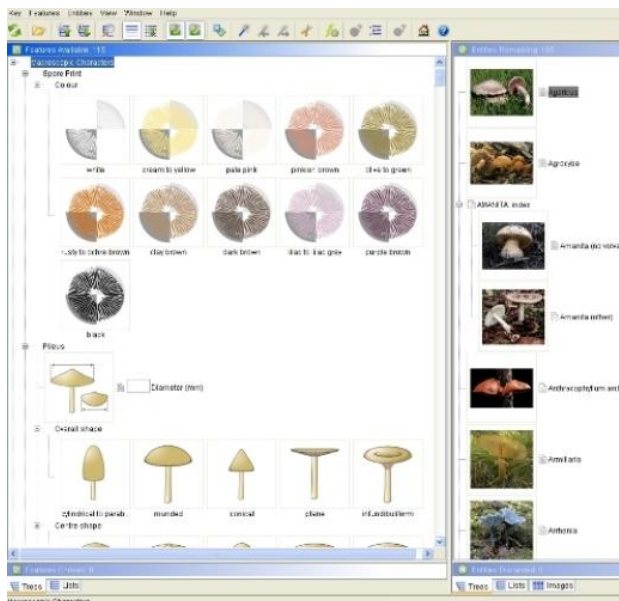 Key Features Entities View Window Help
Features Available 115
Macroscopic Characters
Spore Print
Colour
white
cream to yellow
pale pink
pinkish brown
olive to green
rusty to ochre brown
clay brown
dark brown
lilac to lilac grey
purple brown
black
Pileus
Diameter (mm)
Overall shape
cylindrical to parab...
rounded
conical
plane
infundibuliform
Centre shape
Features Chosen 0
Trees Lists
Macroscopic Characters
Entities Remaining
Agaricus
Agrocybe
AMANITA index
Amanita (no volva
Amanita (other)
Anthracophyllum arch
Armillaria
Arrhenia
Entities Discarded
Trees Lists Images